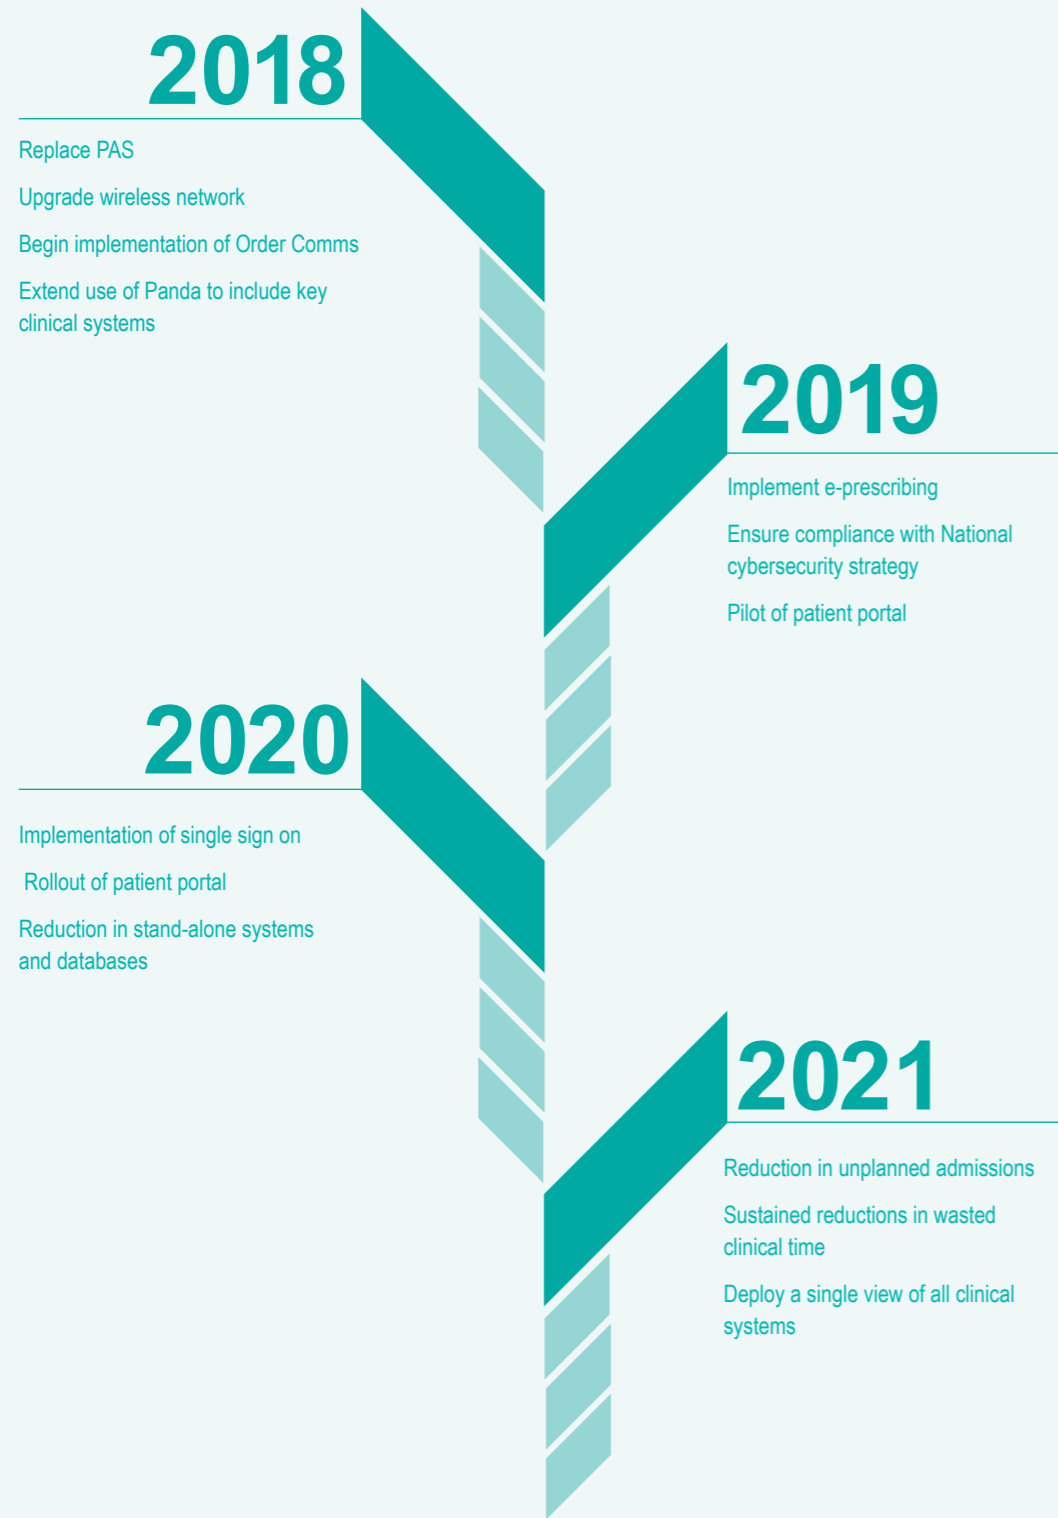 2018
Replace PAS
Upgrade wireless network
Begin implementation of Order Comms
Extend use of Panda to include key
clinical systems
2019
Implement e-prescribing
Ensure compliance with National
cybersecurity strategy
Pilot of patient portal
2020
Implementation of single sign on
Rollout of patient portal
Reduction in stand-alone systems
and databases
2021
Reduction in unplanned admissions
Sustained reductions in wasted
clinical time
Deploy a single view of all clinical
systems